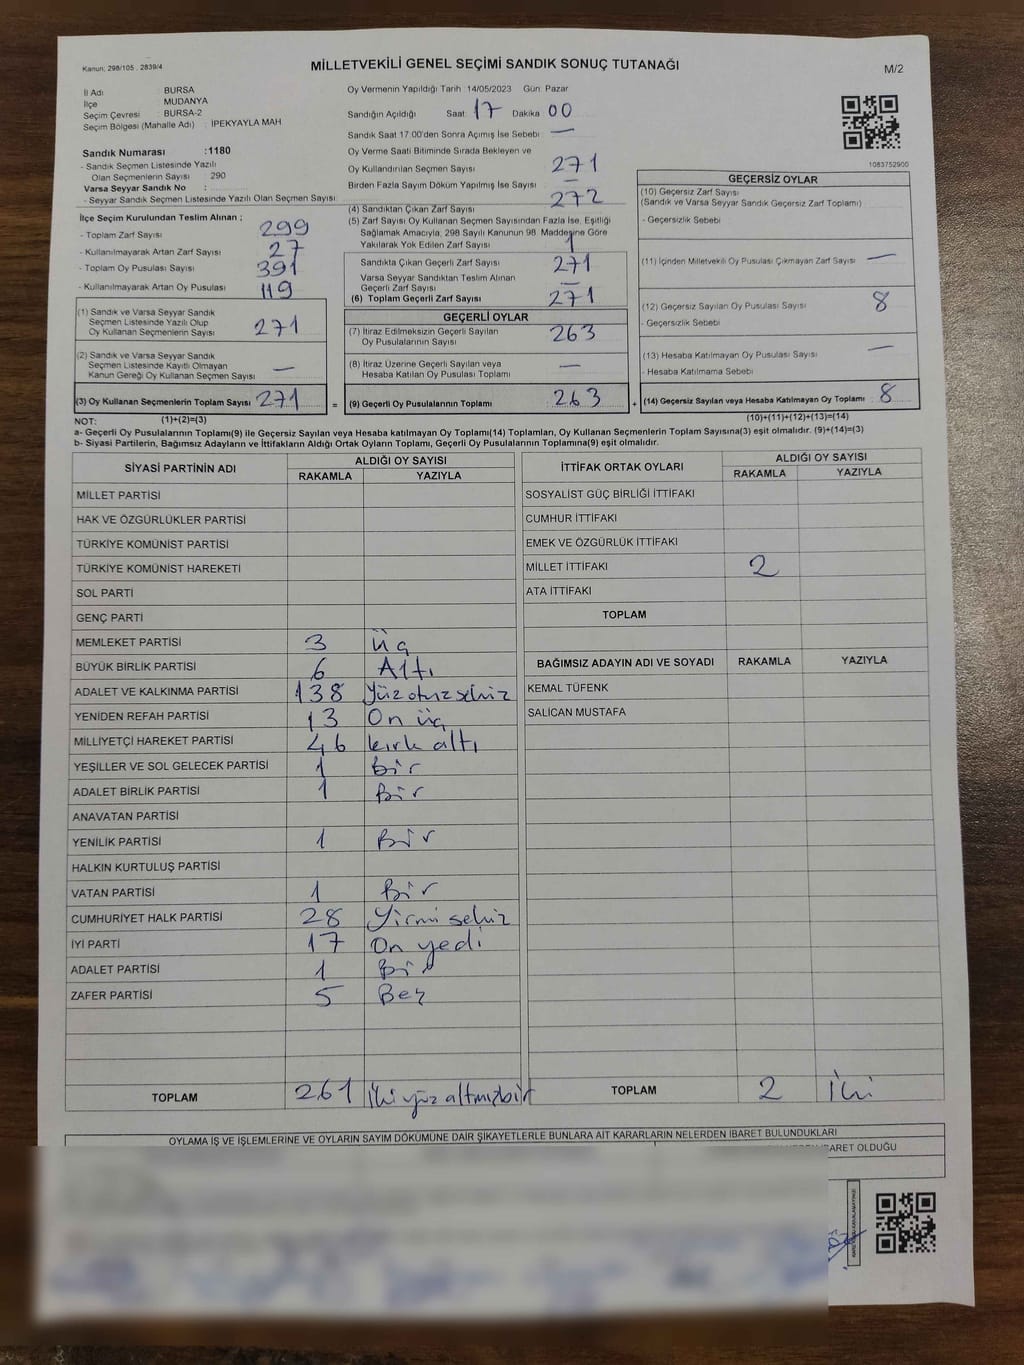 Kanun; 298/105 , 2839/4
MİLLETVEKİLİ GENEL SEÇİMİ SANDIK SONUÇ TUTANAĞI
M/2
İl Adı : BURSA
İlçe : MUDANYA
Seçim Çevresi : BURSA-2
Seçim Bölgesi (Mahalle Adı) : İPEKYAYLA MAH
Sandık Numarası :1180
- Sandık Seçmen Listesinde Yazılı
Olan Seçmenlerin Sayısı : 290
Varsa Seyyar Sandık No :
- Seyyar Sandık Seçmen Listesinde Yazılı Olan Seçmen Sayısı :
İlçe Seçim Kurulundan Teslim Alınan ;
- Toplam Zarf Sayısı 299
- Kullanılmayarak Artan Zarf Sayısı 27
- Toplam Oy Pusulası Sayısı 391
- Kullanılmayarak Artan Oy Pusulası 119
(1) Sandık ve Varsa Seyyar Sandık
Seçmen Listesinde Yazılı Olup
Oy Kullanan Seçmenlerin Sayısı 271
(2) Sandık ve Varsa Seyyar Sandık
Seçmen Listesinde Kayıtlı Olmayan
Kanun Gereği Oy Kullanan Seçmen Sayısı —
(3) Oy Kullanan Seçmenlerin Toplam Sayısı 271
Oy Vermenin Yapıldığı Tarih 14/05/2023 Gün: Pazar
Sandığın Açıldığı Saat: 17 Dakika 00
Sandık Saat 17.00'den Sonra Açılmış İse Sebebi: —
Oy Verme Saati Bitiminde Sırada Bekleyen ve
Oy Kullandırılan Seçmen Sayısı 271
Birden Fazla Sayım Döküm Yapılmış İse Sayısı —
(4) Sandıktan Çıkan Zarf Sayısı 272
(5) Zarf Sayısı Oy Kullanan Seçmen Sayısından Fazla İse, Eşitliği
Sağlamak Amacıyla, 298 Sayılı Kanunun 98. Maddesine Göre
Yakılarak Yok Edilen Zarf Sayısı 1
Sandıkta Çıkan Geçerli Zarf Sayısı 271
Varsa Seyyar Sandıktan Teslim Alınan
Geçerli Zarf Sayısı —
(6) Toplam Geçerli Zarf Sayısı 271
GEÇERLİ OYLAR
(7) İtiraz Edilmeksizin Geçerli Sayılan
Oy Pusulalarının Sayısı 263
(8) İtiraz Üzerine Geçerli Sayılan veya
Hesaba Katılan Oy Pusulası Toplamı —
= (9) Geçerli Oy Pusulalarının Toplamı 263
1083752900
GEÇERSİZ OYLAR
(10) Geçersiz Zarf Sayısı
(Sandık ve Varsa Seyyar Sandık Geçersiz Zarf Toplamı)
- Geçersizlik Sebebi
(11) İçinden Milletvekili Oy Pusulası Çıkmayan Zarf Sayısı —
(12) Geçersiz Sayılan Oy Pusulası Sayısı 8
- Geçersizlik Sebebi
(13) Hesaba Katılmayan Oy Pusulası Sayısı —
- Hesaba Katılmama Sebebi
+ (14) Geçersiz Sayılan veya Hesaba Katılmayan Oy Toplamı 8
NOT: (1)+(2)=(3)
(10)+(11)+(12)+(13)=(14)
a- Geçerli Oy Pusulalarının Toplamı(9) ile Geçersiz Sayılan veya Hesaba katılmayan Oy Toplamı(14) Toplamları, Oy Kullanan Seçmenlerin Toplam Sayısına(3) eşit olmalıdır. (9)+(14)=(3)
b- Siyasi Partilerin, Bağımsız Adayların ve İttifakların Aldığı Ortak Oyların Toplamı, Geçerli Oy Pusulalarının Toplamına(9) eşit olmalıdır.
SİYASİ PARTİNİN ADI ALDIĞI OY SAYISI
RAKAMLA YAZIYLA
MİLLET PARTİSİ
HAK VE ÖZGÜRLÜKLER PARTİSİ
TÜRKİYE KOMÜNİST PARTİSİ
TÜRKİYE KOMÜNİST HAREKETİ
SOL PARTİ
GENÇ PARTİ
MEMLEKET PARTİSİ 3 Üç
BÜYÜK BİRLİK PARTİSİ 6 Altı
ADALET VE KALKINMA PARTİSİ 138 Yüz otuz sekiz
YENİDEN REFAH PARTİSİ 13 On üç
MİLLİYETÇİ HAREKET PARTİSİ 46 kırk altı
YEŞİLLER VE SOL GELECEK PARTİSİ 1 Bir
ADALET BİRLİK PARTİSİ 1 Bir
ANAVATAN PARTİSİ
YENİLİK PARTİSİ 1 Bir
HALKIN KURTULUŞ PARTİSİ
VATAN PARTİSİ 1 Bir
CUMHURİYET HALK PARTİSİ 28 Yirmi sekiz
İYİ PARTİ 17 On yedi
ADALET PARTİSİ 1 Bir
ZAFER PARTİSİ 5 Beş
TOPLAM 261 İki yüz altmışbir
İTTİFAK ORTAK OYLARI ALDIĞI OY SAYISI
RAKAMLA YAZIYLA
SOSYALİST GÜÇ BİRLİĞİ İTTİFAKI
CUMHUR İTTİFAKI
EMEK VE ÖZGÜRLÜK İTTİFAKI
MİLLET İTTİFAKI 2
ATA İTTİFAKI
TOPLAM
BAĞIMSIZ ADAYIN ADI VE SOYADI RAKAMLA YAZIYLA
KEMAL TÜFENK
SALİCAN MUSTAFA
TOPLAM 2 İki
OYLAMA İŞ VE İŞLEMLERİNE VE OYLARIN SAYIM DÖKÜMÜNE DAİR ŞİKAYETLERLE BUNLARA AİT KARARLARIN NELERDEN İBARET BULUNDUKLARI
İBARET OLDUĞU